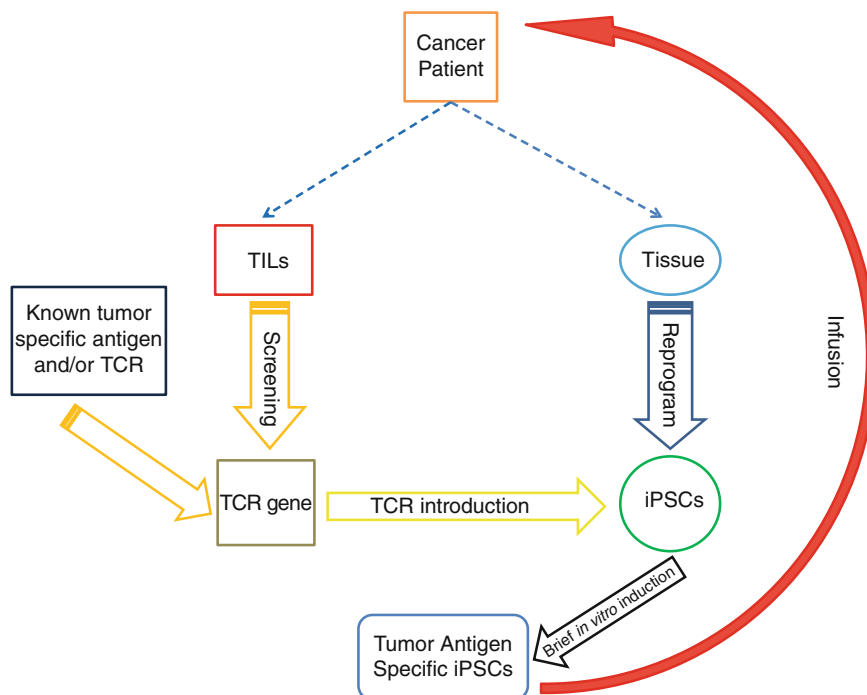 Cancer
Patient
TILs
Tissue
Known tumor
specific antigen
and/or TCR
Screening
Reprogram
Infusion
TCR gene
TCR introduction
iPSCs
Brief in vitro induction
Tumor Antigen
Specific iPSCs